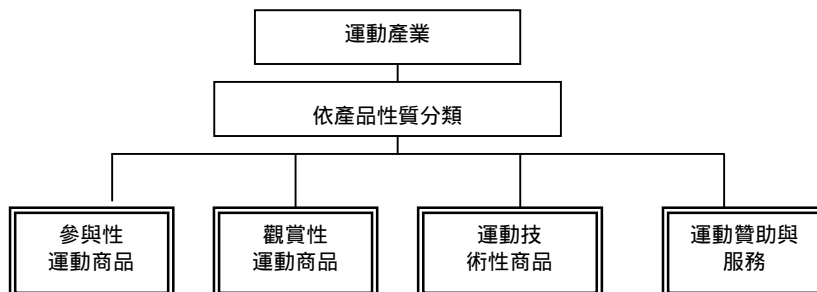 運動產業
依產品性質分類
參與性
運動商品
觀賞性
運動商品
運動技
術性商品
運動贊助與
服務